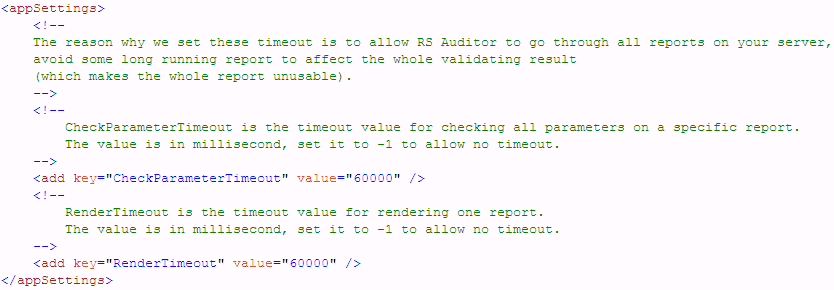 <appSettings>
<!--
The reason why we set these timeout is to allow RS Auditor to go through all reports on your server,
avoid some long running report to affect the whole validating result
(which makes the whole report unusable).
-->
<!--
CheckParameterTimeout is the timeout value for checking all parameters on a specific report.
The value is in millisecond, set it to -1 to allow no timeout.
-->
<add key="CheckParameterTimeout" value="60000" />
<!--
RenderTimeout is the timeout value for rendering one report.
The value is in millisecond, set it to -1 to allow no timeout.
-->
<add key="RenderTimeout" value="60000" />
</appSettings>